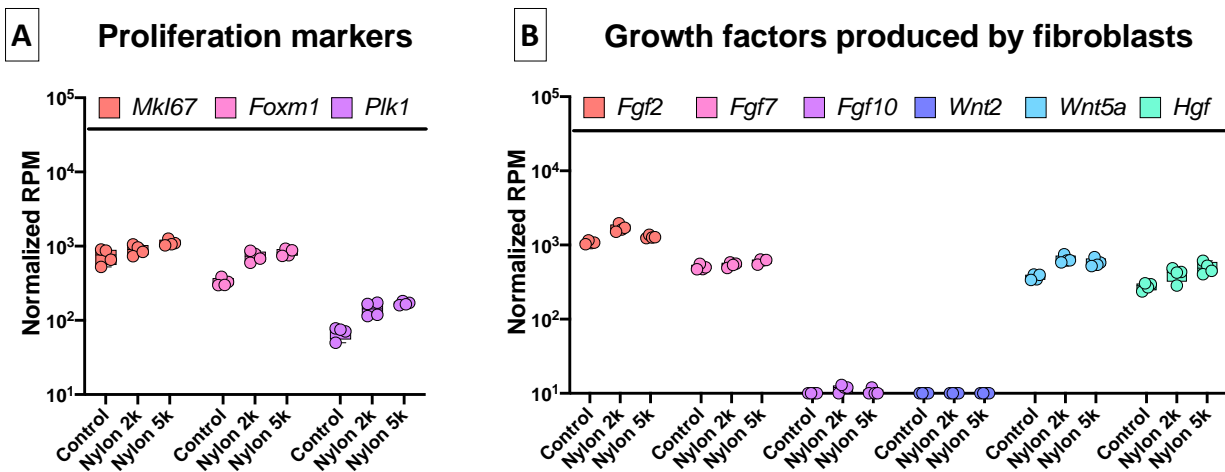 A Proliferation markers
Normalized RPM
10^5
10^4
10^3
10^2
10^1
Mkl67 Foxm1 Plk1
Control Nylon 2k Nylon 5k Control Nylon 2k Nylon 5k Control Nylon 2k Nylon 5k
B Growth factors produced by fibroblasts
Normalized RPM
10^5
10^4
10^3
10^2
10^1
Fgf2 Fgf7 Fgf10 Wnt2 Wnt5a Hgf
Control Nylon 2k Nylon 5k Control Nylon 2k Nylon 5k Control Nylon 2k Nylon 5k Control Nylon 2k Nylon 5k Control Nylon 2k Nylon 5k Control Nylon 2k Nylon 5k